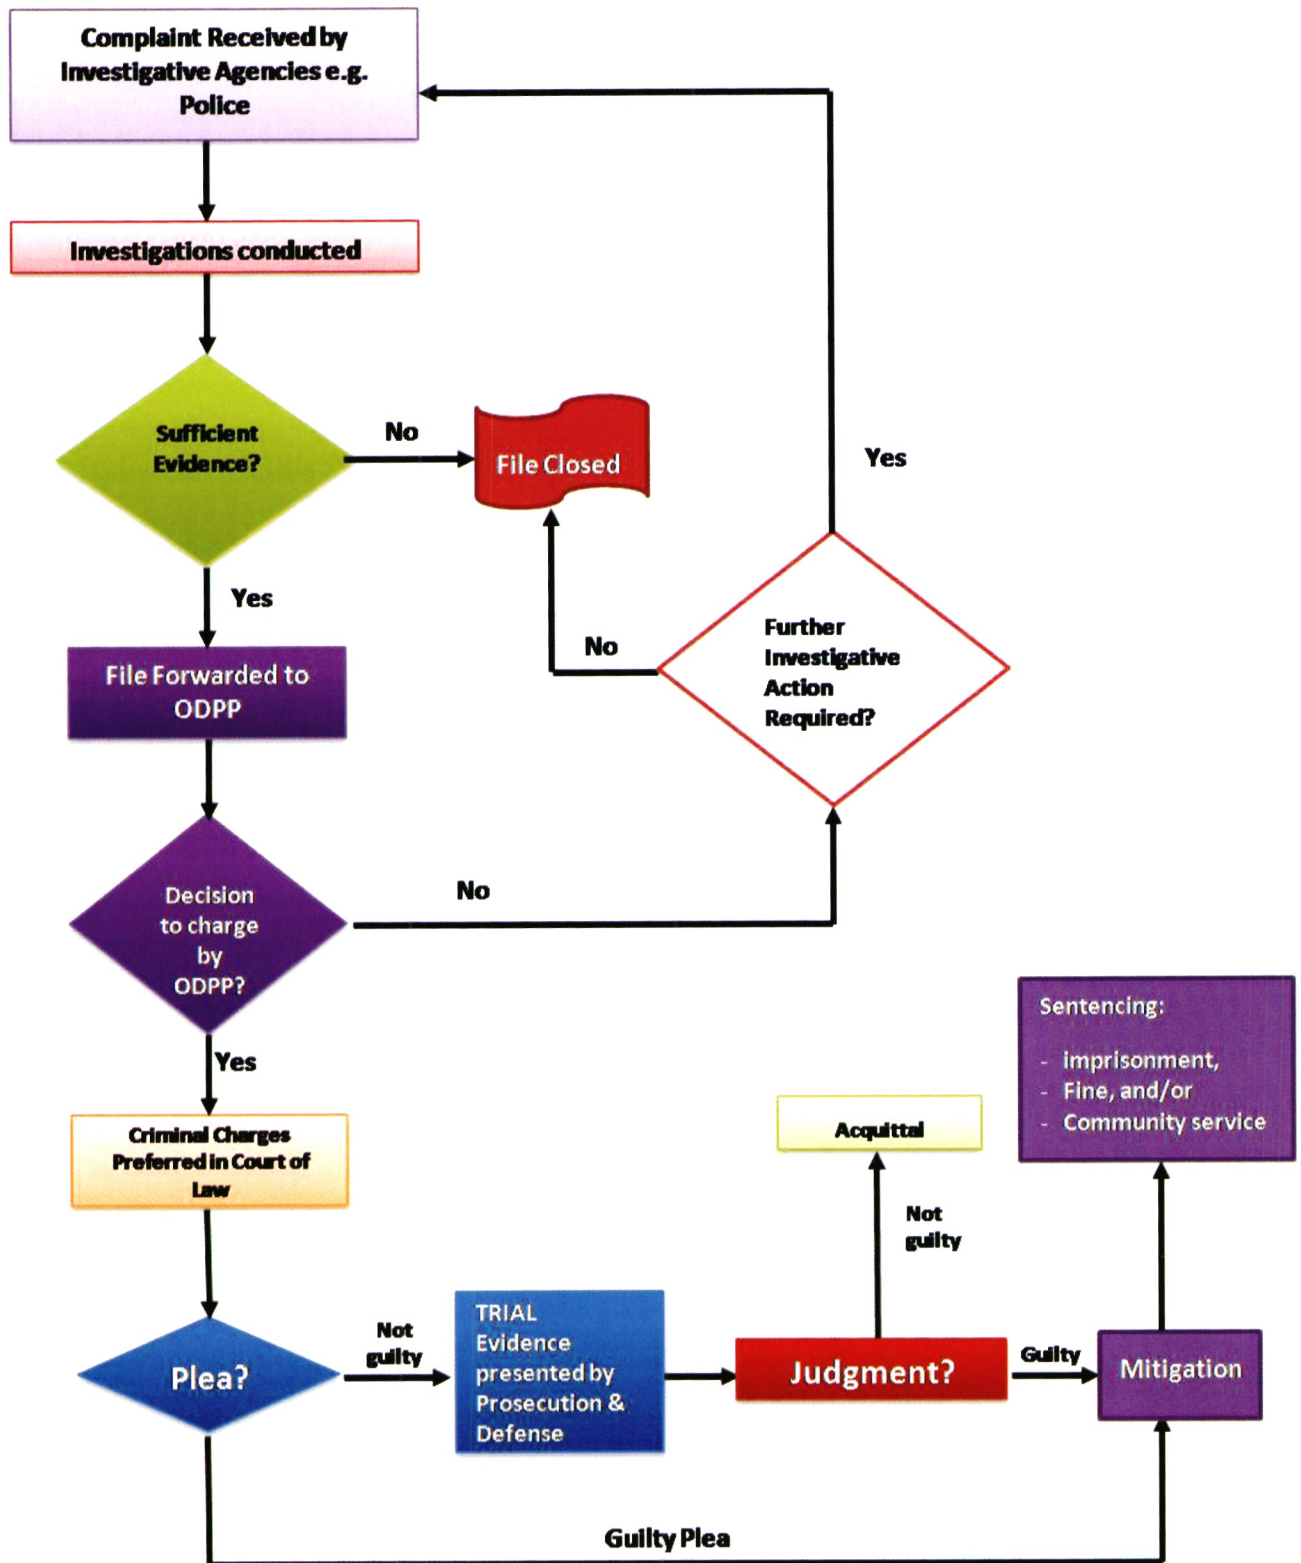 Complaint Received by
Investigative Agencies e.g.
Police
Investigations conducted
Sufficient
Evidence?
No
File Closed
Yes
Yes
File Forwarded to
ODPP
No
Further
Investigative
Action
Required?
Decision
to charge
by
ODPP?
No
Yes
Criminal Charges
Preferred in Court of
Law
Plea?
Not
guilty
TRIAL
Evidence
presented by
Prosecution &
Defense
Judgment?
Not
guilty
Acquittal
Guilty
Mitigation
Sentencing:
- imprisonment,
- Fine, and/or
- Community service
Guilty Plea